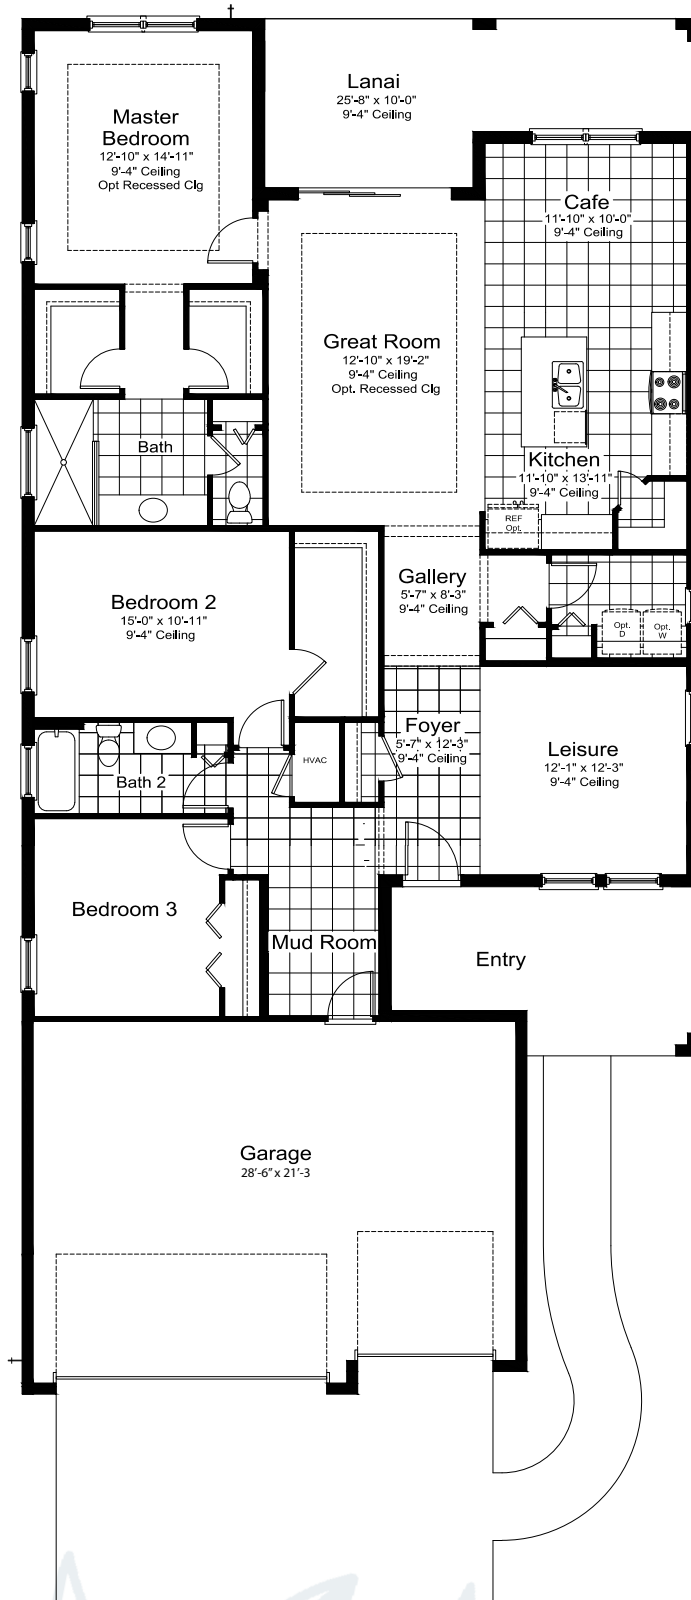 Lanai
25'-8" x 10'-0"
9'-4" Ceiling
Master
Bedroom
12'-10" x 14'-11"
9'-4" Ceiling
Opt Recessed Clg
Cafe
11'-10" x 10'-0"
9'-4" Ceiling
Great Room
12'-10" x 19'-2"
9'-4" Ceiling
Opt. Recessed Clg
Bath
Kitchen
11'-10" x 13'-11"
9'-4" Ceiling
REF
Opt.
Gallery
5'-7" x 8'-3"
9'-4" Ceiling
Bedroom 2
15'-0" x 10'-11"
9'-4" Ceiling
Opt.
D
Opt.
W
Foyer
5'-7" x 12'-3"
9'-4" Ceiling
Leisure
12'-1" x 12'-3"
9'-4" Ceiling
HVAC
Bath 2
Bedroom 3
Mud Room
Entry
Garage
28'-6" x 21'-3